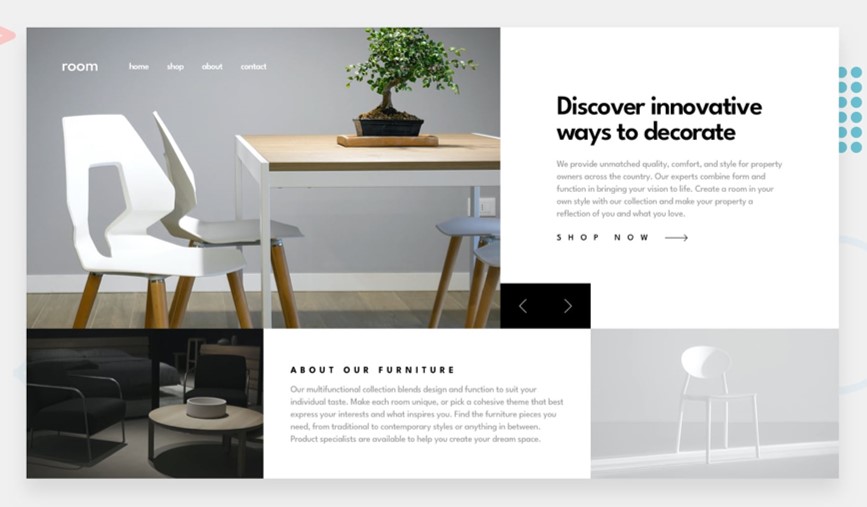 room
home shop about contact
Discover innovative
ways to decorate
We provide unmatched quality, comfort, and style for property
owners across the country. Our experts combine form and
function in bringing your vision to life. Create a room in your
own style with our collection and make your property a
reflection of you and what you love.
SHOP NOW
ABOUT OUR FURNITURE
Our multifunctional collection blends design and function to suit your
individual taste. Make each room unique, or pick a cohesive theme that best
express your interests and what inspires you. Find the furniture pieces you
need, from traditional to contemporary styles or anything in between.
Product specialists are available to help you create your dream space.